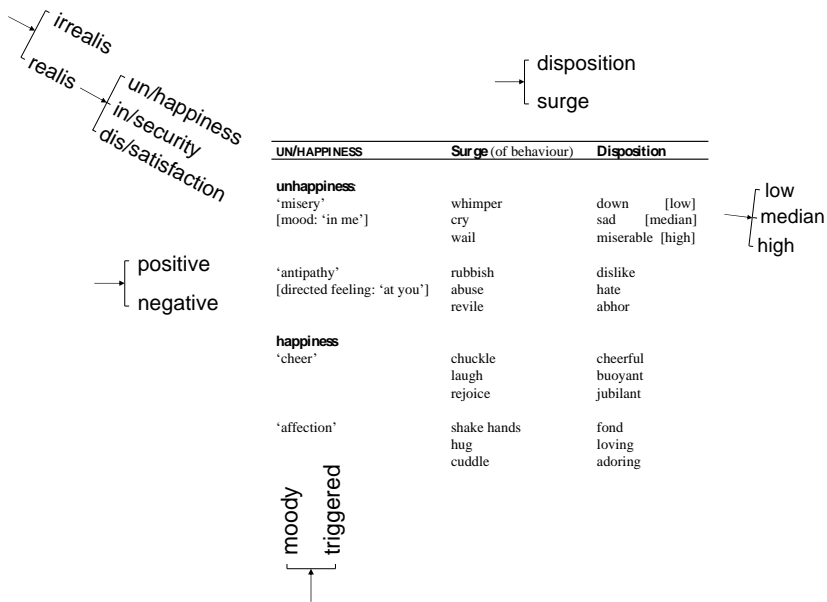 irrealis
realis
un/happiness
in/security
dis/satisfaction
disposition
surge
UN/HAPPINESS Surge (of behaviour) Disposition
unhappiness:
‘misery’ whimper down [low]
[mood: ‘in me’] cry sad [median]
wail miserable [high]
low
median
high
positive
negative
‘antipathy’ rubbish dislike
[directed feeling: ‘at you’] abuse hate
revile abhor
happiness
‘cheer’ chuckle cheerful
laugh buoyant
rejoice jubilant
‘affection’ shake hands fond
hug loving
cuddle adoring
moody
triggered